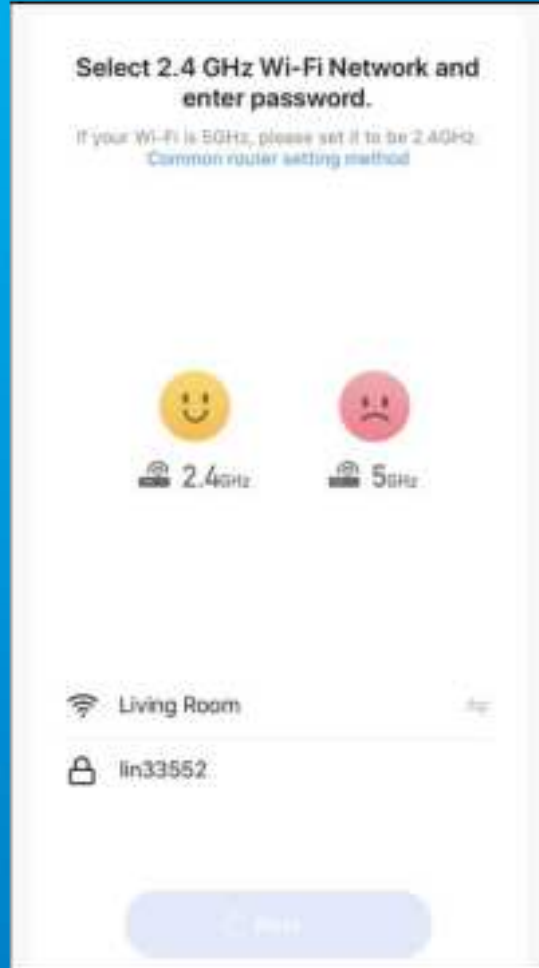 Select 2.4 GHz Wi-Fi Network and
enter password.
If your Wi-Fi is 5GHz, please set it to be 2.4GHz.
Common router setting method
2.4GHz
5GHz
Living Room
lin33552